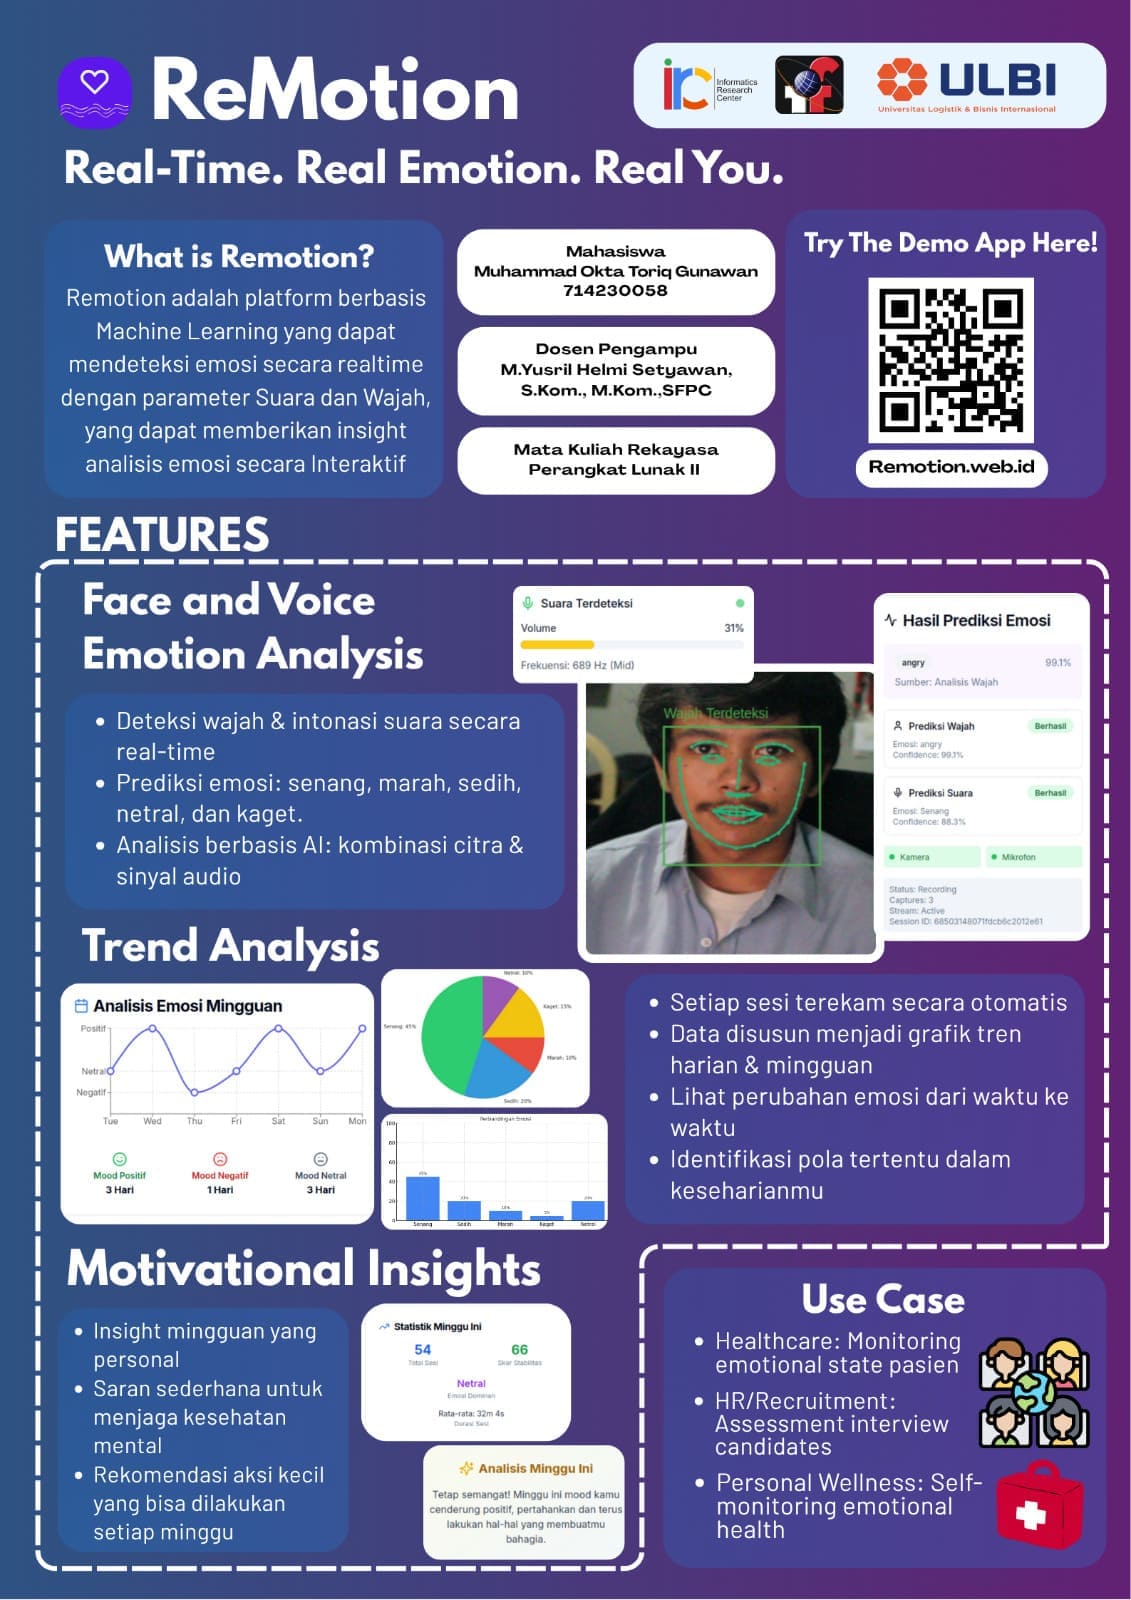 ReMotion
irc Informatics
Research
Center
ULBI
Universitas Logistik & Bisnis Internasional
Real-Time. Real Emotion. Real You.
What is Remotion?
Remotion adalah platform berbasis
Machine Learning yang dapat
mendeteksi emosi secara realtime
dengan parameter Suara dan Wajah,
yang dapat memberikan insight
analisis emosi secara Interaktif
Mahasiswa
Muhammad Okta Toriq Gunawan
714230058
Dosen Pengampu
M.Yusril Helmi Setyawan,
S.Kom., M.Kom.,SFPC
Mata Kuliah Rekayasa
Perangkat Lunak II
Try The Demo App Here!
Remotion.web.id
FEATURES
Face and Voice
Emotion Analysis
Deteksi wajah & intonasi suara secara
real-time
Prediksi emosi: senang, marah, sedih,
netral, dan kaget.
Analisis berbasis AI: kombinasi citra &
sinyal audio
Suara Terdeteksi
Volume 31%
Frekuensi: 689 Hz (Mid)
Wajah Terdeteksi
Hasil Prediksi Emosi
angry 99.1%
Sumber: Analisis Wajah
Prediksi Wajah Berhasil
Emosi: angry
Confidence: 99.1%
Prediksi Suara Berhasil
Emosi: Senang
Confidence: 88.3%
Kamera Mikrofon
Status: Recording
Captures: 3
Stream: Active
Session ID: 68503148071fdcb6c2012e61
Trend Analysis
Analisis Emosi Mingguan
Positif
Netral
Negatif
Tue Wed Thu Fri Sat Sun Mon
Mood Positif Mood Negatif Mood Netral
3 Hari 1 Hari 3 Hari
Netral: 10%
Kaget: 15%
Senang: 45%
Marah: 10%
Sedih: 20%
Perbandingan Emosi
100
80
60
40
20
0
45% 20% 10% 5% 20%
Senang Sedih Marah Kaget Netral
Setiap sesi terekam secara otomatis
Data disusun menjadi grafik tren
harian & mingguan
Lihat perubahan emosi dari waktu ke
waktu
Identifikasi pola tertentu dalam
keseharianmu
Motivational Insights
Insight mingguan yang
personal
Saran sederhana untuk
menjaga kesehatan
mental
Rekomendasi aksi kecil
yang bisa dilakukan
setiap minggu
Statistik Minggu Ini
54 66
Total Sesi Skor Stabilitas
Netral
Emosi Dominan
Rata-rata: 32m 4s
Durasi Sesi
Analisis Minggu Ini
Tetap semangat! Minggu ini mood kamu
cenderung positif, pertahankan dan terus
lakukan hal-hal yang membuatmu
bahagia.
Use Case
Healthcare: Monitoring
emotional state pasien
HR/Recruitment:
Assessment interview
candidates
Personal Wellness: Self-
monitoring emotional
health